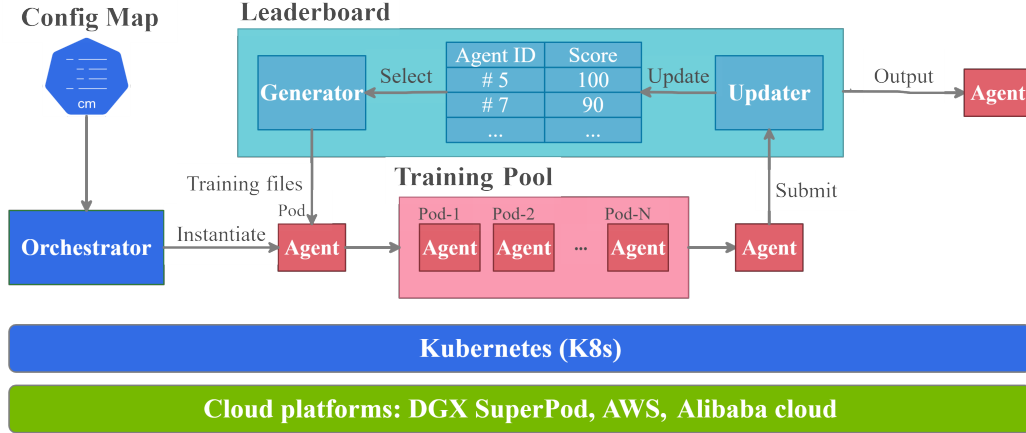 Config Map
cm
Leaderboard
Generator
Select
Agent ID Score
# 5 100
# 7 90
... ...
Update
Updater
Output
Agent
Training files
Training Pool
Submit
Orchestrator
Instantiate
Pod
Agent
Pod-1 Pod-2 Pod-N
Agent Agent ... Agent
Agent
Kubernetes (K8s)
Cloud platforms: DGX SuperPod, AWS, Alibaba cloud